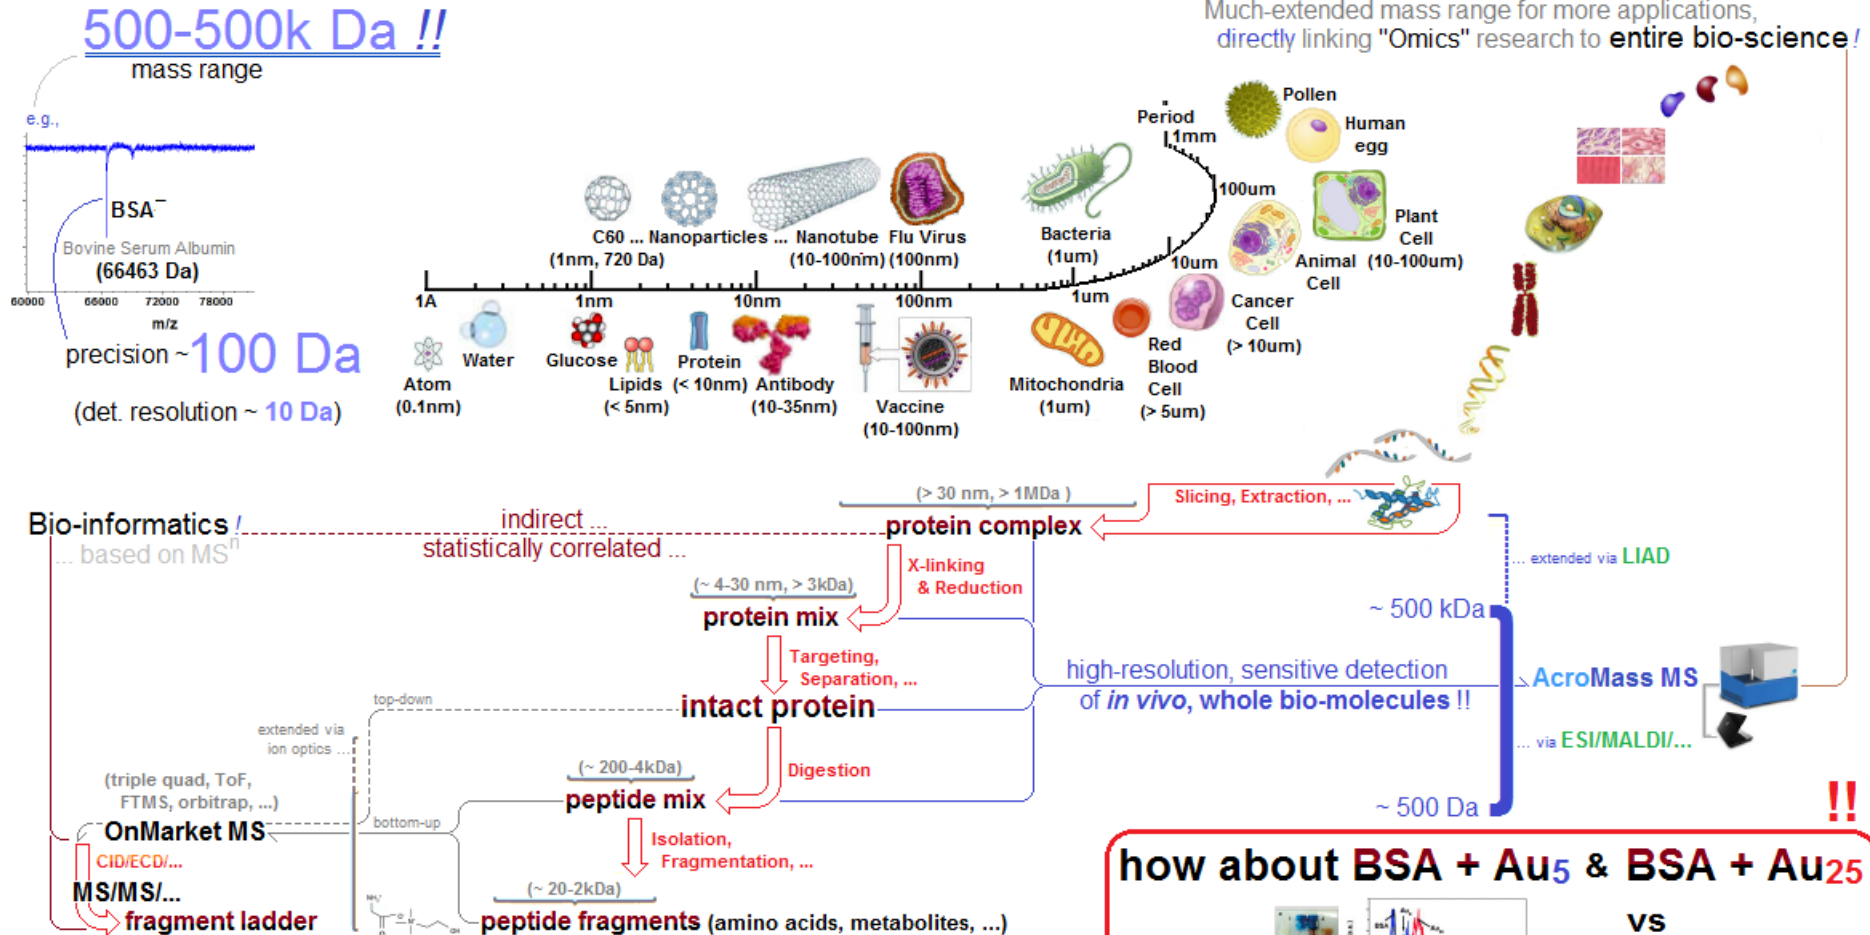 500-500k Da !!
mass range
e.g.,
BSA⁻
Bovine Serum Albumin
(66463 Da)
60000 66000 72000 78000
m/z
precision ~100 Da
(det. resolution ~ 10 Da)
Much-extended mass range for more applications,
directly linking "Omics" research to entire bio-science !
Period
1mm
Pollen
Human
egg
100um
Plant
Cell
(10-100um)
Animal
Cell
10um
Cancer
Cell
(> 10um)
C60 ... Nanoparticles ... Nanotube Flu Virus
(1nm, 720 Da) (10-100nm) (100nm)
Bacteria
(1um)
1A 1nm 10nm 100nm 1um
Atom
(0.1nm)
Water
Glucose
Lipids
(< 5nm)
Protein
(< 10nm)
Antibody
(10-35nm)
Vaccine
(10-100nm)
Mitochondria
(1um)
Red
Blood
Cell
(> 5um)
(> 30 nm, > 1MDa )
Slicing, Extraction, ...
protein complex
Bio-informatics !
... based on MSⁿ
indirect ...
statistically correlated ...
X-linking
& Reduction
(~ 4-30 nm, > 3kDa)
protein mix
Targeting,
Separation, ...
intact protein
top-down
extended via
ion optics ...
(~ 200-4kDa)
Digestion
peptide mix
(triple quad, ToF,
FTMS, orbitrap, ...)
OnMarket MS
bottom-up
CID/ECD/...
MS/MS/...
fragment ladder
Isolation,
Fragmentation, ...
(~ 20-2kDa)
peptide fragments (amino acids, metabolites, ...)
... extended via LIAD
~ 500 kDa
high-resolution, sensitive detection
of in vivo, whole bio-molecules !!
AcroMass MS
... via ESI/MALDI/...
~ 500 Da
!!
how about BSA + Au5 & BSA + Au25
vs